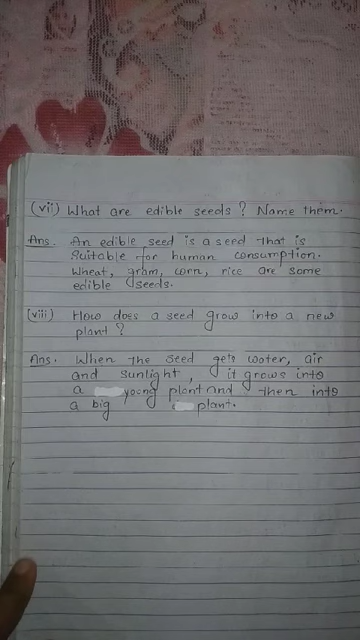 (vii) What are edible seeds? Name them.
Ans. An edible seed is a seed that is
suitable for human consumption.
Wheat, gram, corn, rice are some
edible seeds.
(viii) How does a seed grow into a new
plant?
Ans. When the seed gets water, air
and sunlight, it grows into
a young plant and then into
a big plant.